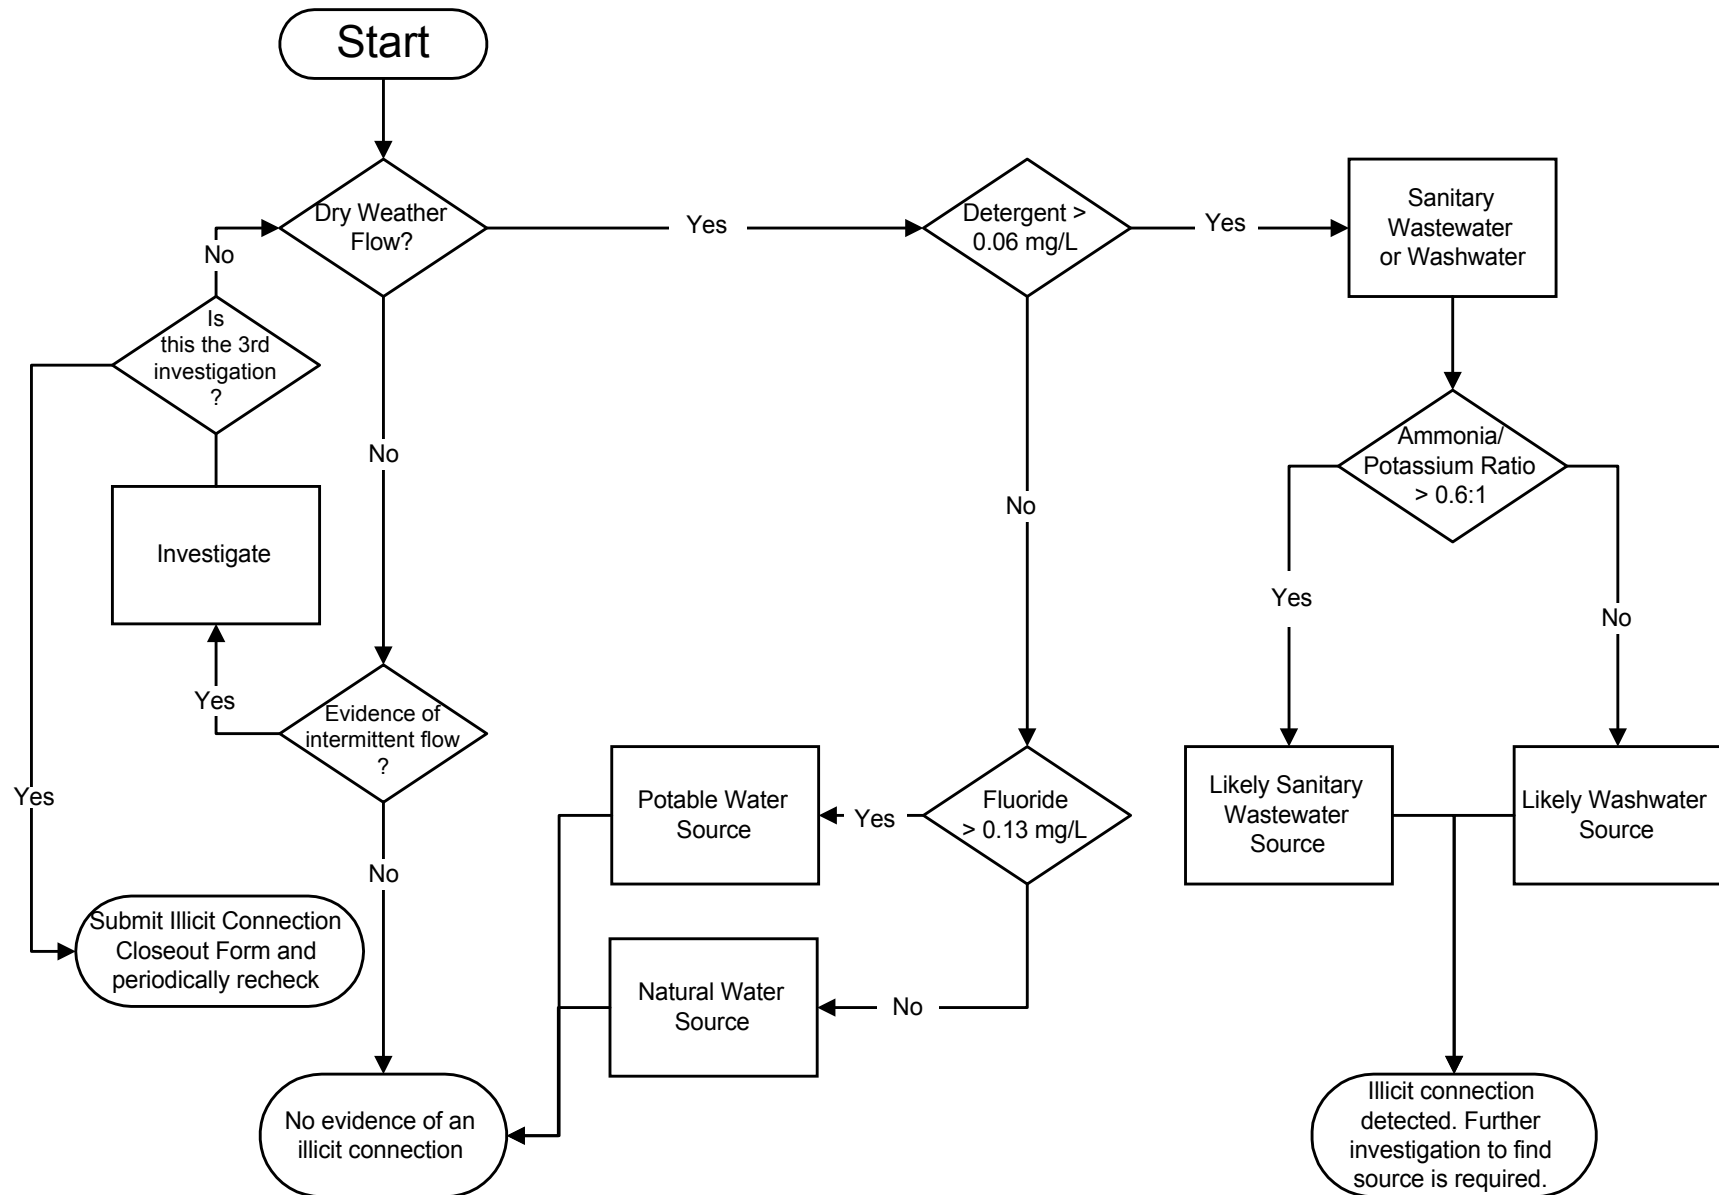 Start
Dry Weather
Flow?
Yes
Detergent >
0.06 mg/L
Yes
Sanitary
Wastewater
or Washwater
No
Is
this the 3rd
investigation
?
No
Investigate
No
Ammonia/
Potassium Ratio
> 0.6:1
Yes
No
Yes
Evidence of
intermittent flow
?
Yes
No
Potable Water
Source
Yes
Fluoride
> 0.13 mg/L
Likely Sanitary
Wastewater
Source
Likely Washwater
Source
Submit Illicit Connection
Closeout Form and
periodically recheck
Natural Water
Source
No
No evidence of an
illicit connection
Illicit connection
detected. Further
investigation to find
source is required.